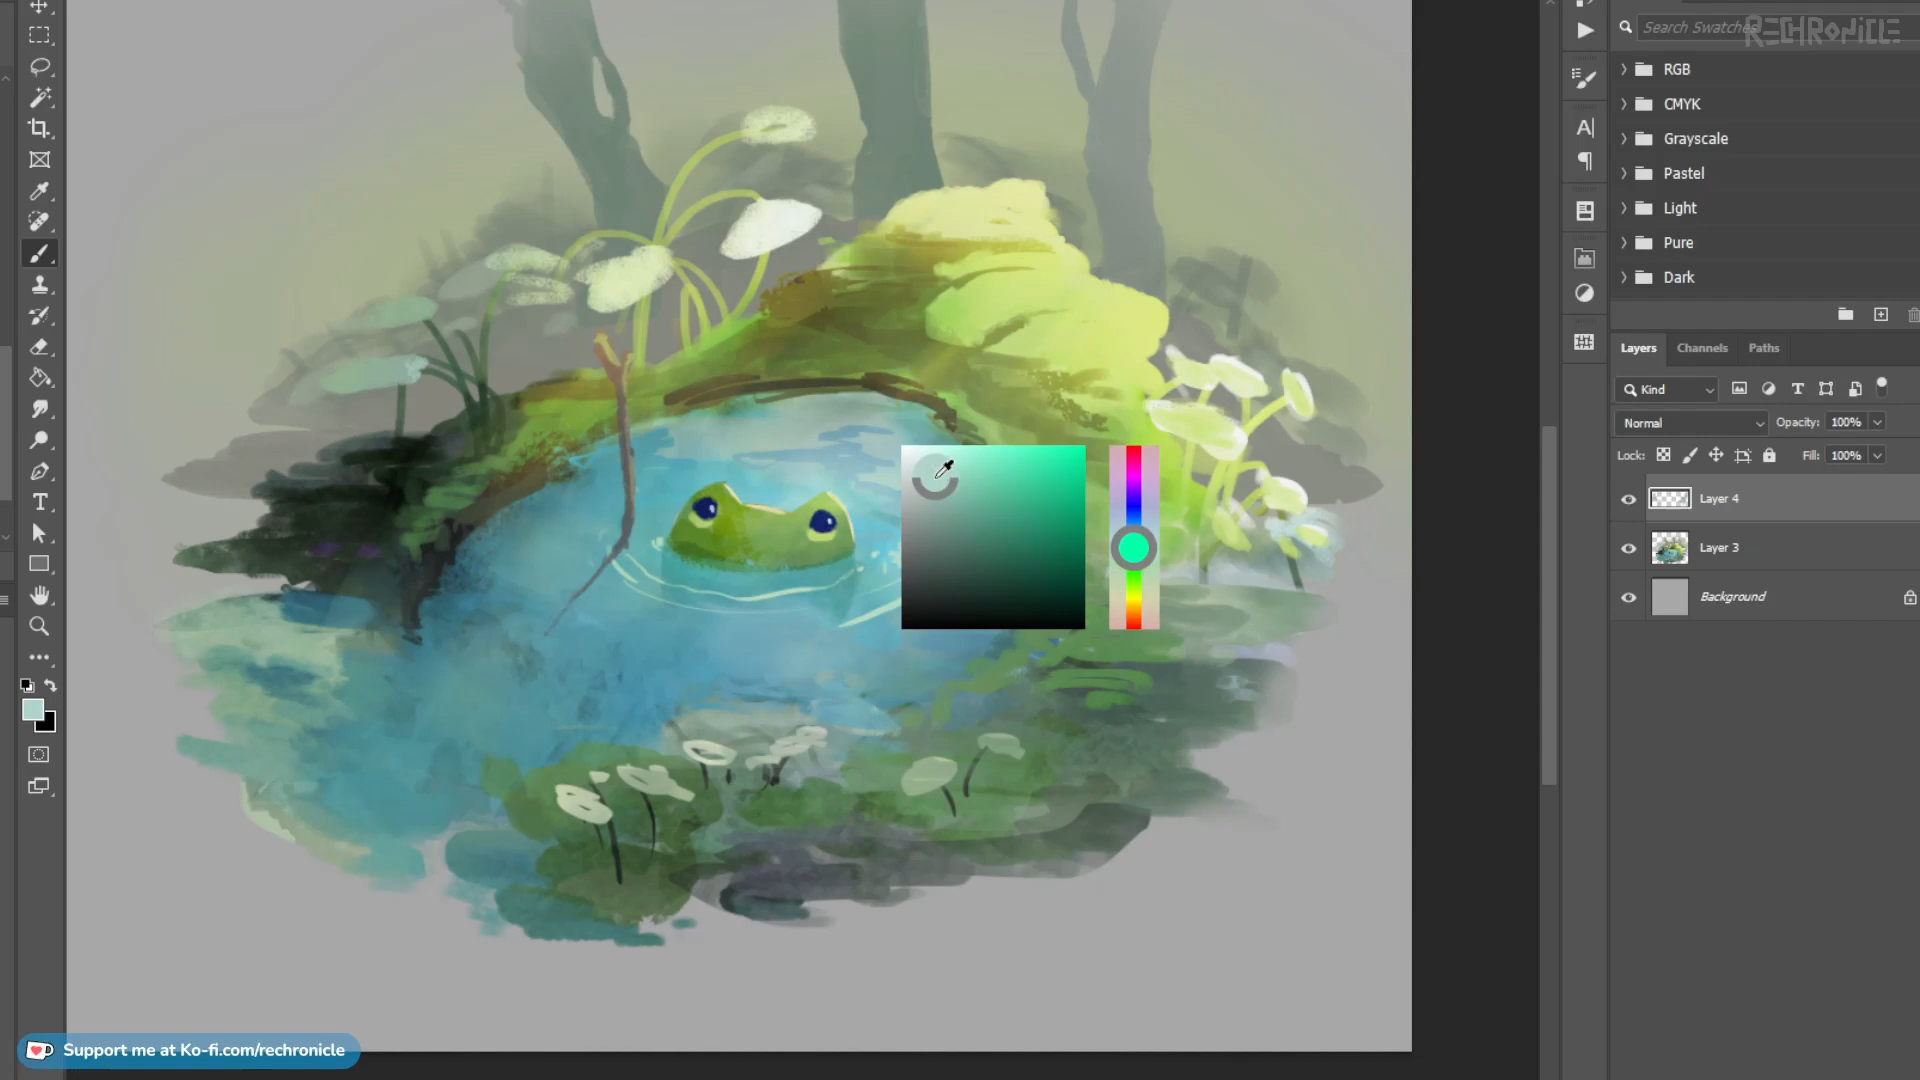 Search Swatches
RECHRONICLE
RGB
CMYK
Grayscale
Pastel
Light
Pure
Dark
Layers Channels Paths
Kind
Normal Opacity: 100%
Lock: Fill: 100%
Layer 4
Layer 3
Background
Support me at Ko-fi.com/rechronicle